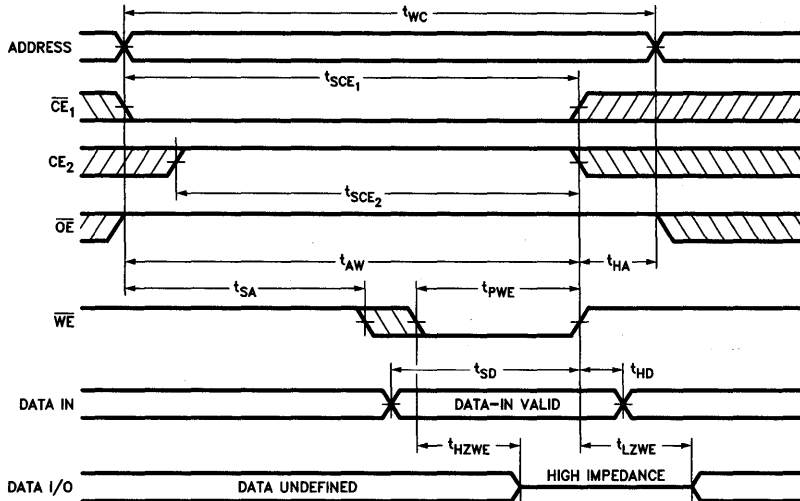 tWC
ADDRESS
tSCE1
CE1
CE2
tSCE2
OE
tAW
tHA
tSA
tPWE
WE
tSD
tHD
DATA IN
DATA-IN VALID
tHZWE
tLZWE
HIGH IMPEDANCE
DATA I/O
DATA UNDEFINED